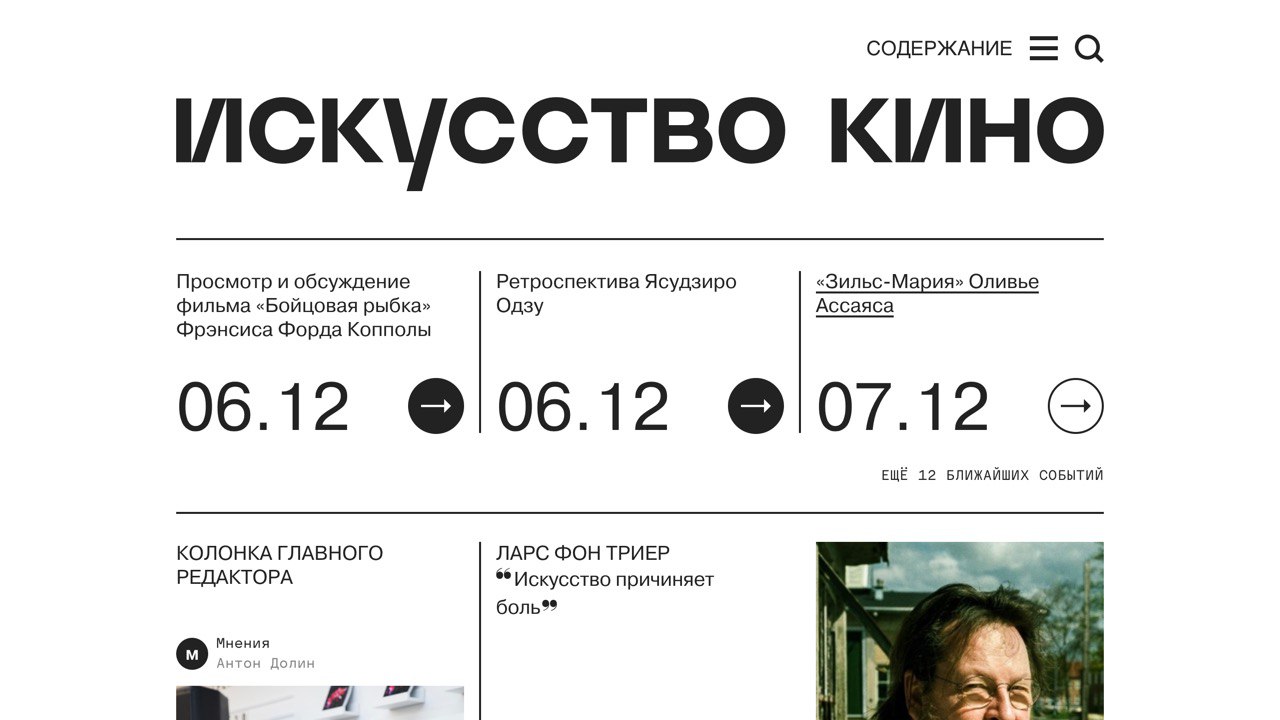 СОДЕРЖАНИЕ
ИСКУССТВО КИНО
Просмотр и обсуждение
фильма «Бойцовая рыбка»
Фрэнсиса Форда Копполы
06.12
Ретроспектива Ясудзиро
Одзу
06.12
«Зильс-Мария» Оливье
Ассаяса
07.12
ЕЩЁ 12 БЛИЖАЙШИХ СОБЫТИЙ
КОЛОНКА ГЛАВНОГО
РЕДАКТОРА
М
Мнения
Антон Долин
ЛАРС ФОН ТРИЕР
❝Искусство причиняет
боль❞